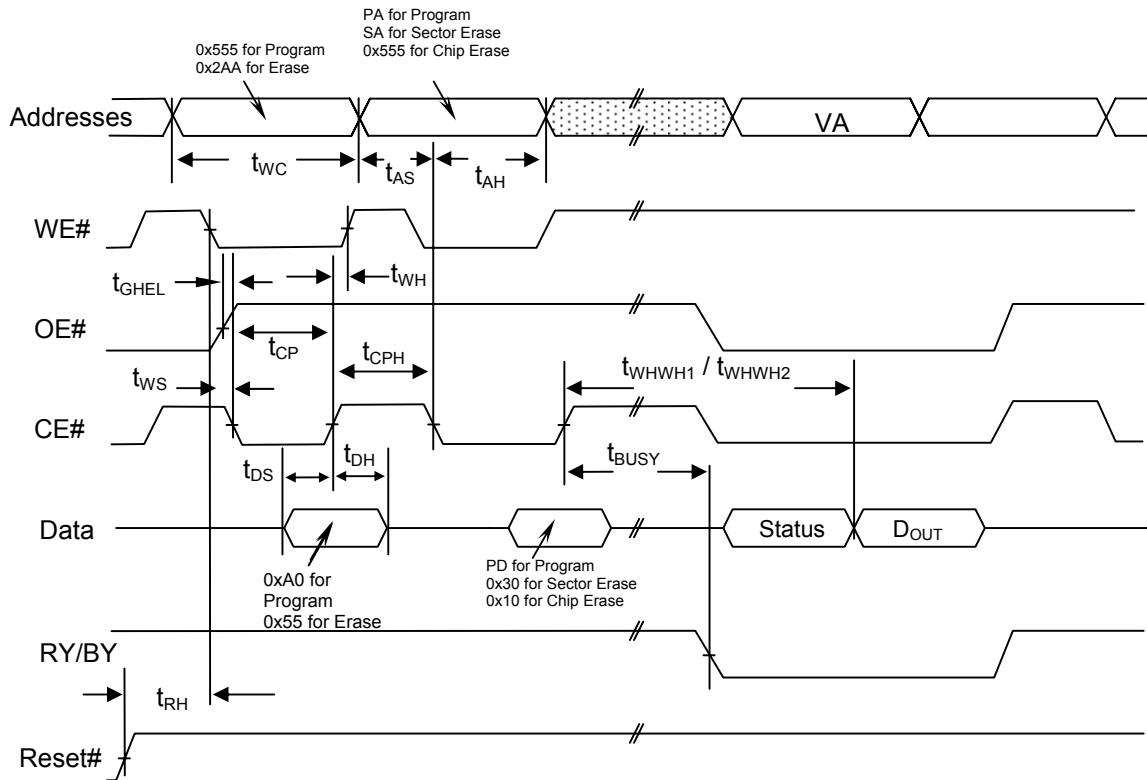 PA for Program
SA for Sector Erase
0x555 for Chip Erase
0x555 for Program
0x2AA for Erase
Addresses
VA
tWC
tAS
tAH
WE#
tGHEL
tWH
OE#
tCP
tCPH
tWHWH1 / tWHWH2
tWS
CE#
tBUSY
tDS
tDH
Data
Status
DOUT
0xA0 for
Program
0x55 for Erase
PD for Program
0x30 for Sector Erase
0x10 for Chip Erase
RY/BY
tRH
Reset#